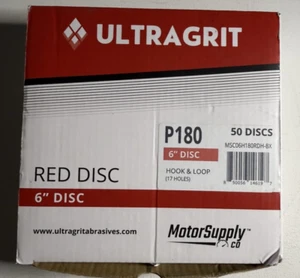 ULTRAGRIT
P180
50 DISCS
6" DISC
HOOK & LOOP
(17 HOLES)
RED DISC
6" DISC
www.ultragritabrasives.com
MotorSupply
CO